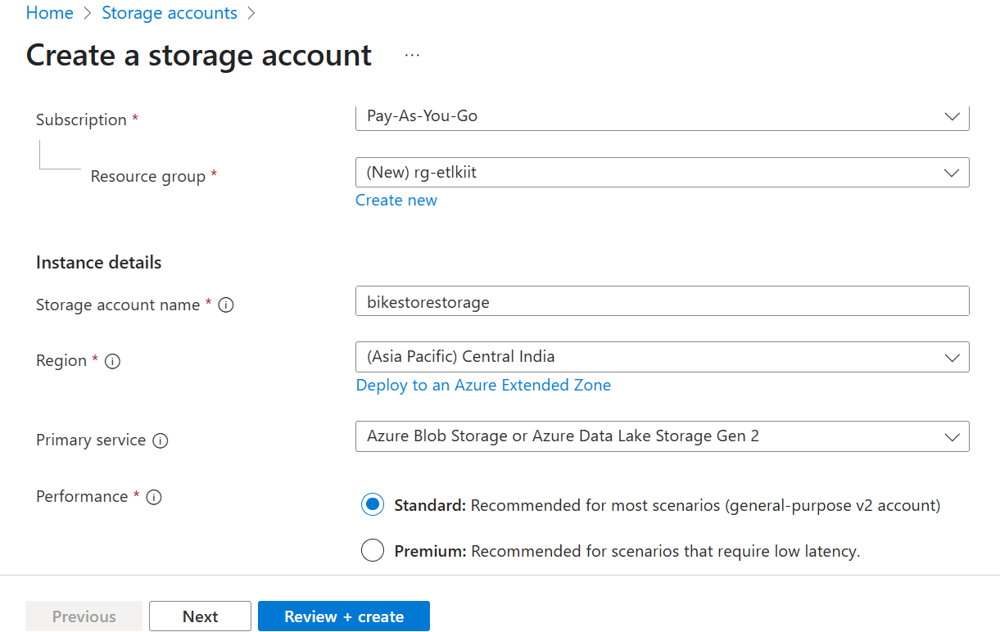 Home > Storage accounts >
Create a storage account ...
Subscription * Pay-As-You-Go
Resource group * (New) rg-etlkiit
Create new
Instance details
Storage account name * bikestorestorage
Region * (Asia Pacific) Central India
Deploy to an Azure Extended Zone
Primary service Azure Blob Storage or Azure Data Lake Storage Gen 2
Performance * Standard: Recommended for most scenarios (general-purpose v2 account)
Premium: Recommended for scenarios that require low latency.
Previous Next Review + create